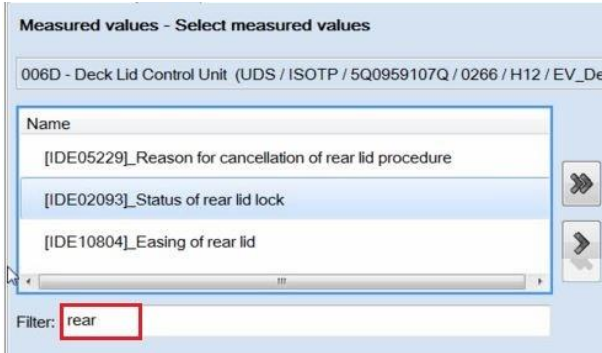 Measured values - Select measured values
006D - Deck Lid Control Unit (UDS / ISOTP / 5Q0959107Q / 0266 / H12 / EV_De
Name
[IDE05229]_Reason for cancellation of rear lid procedure
[IDE02093]_Status of rear lid lock
[IDE10804]_Easing of rear lid
Filter: rear